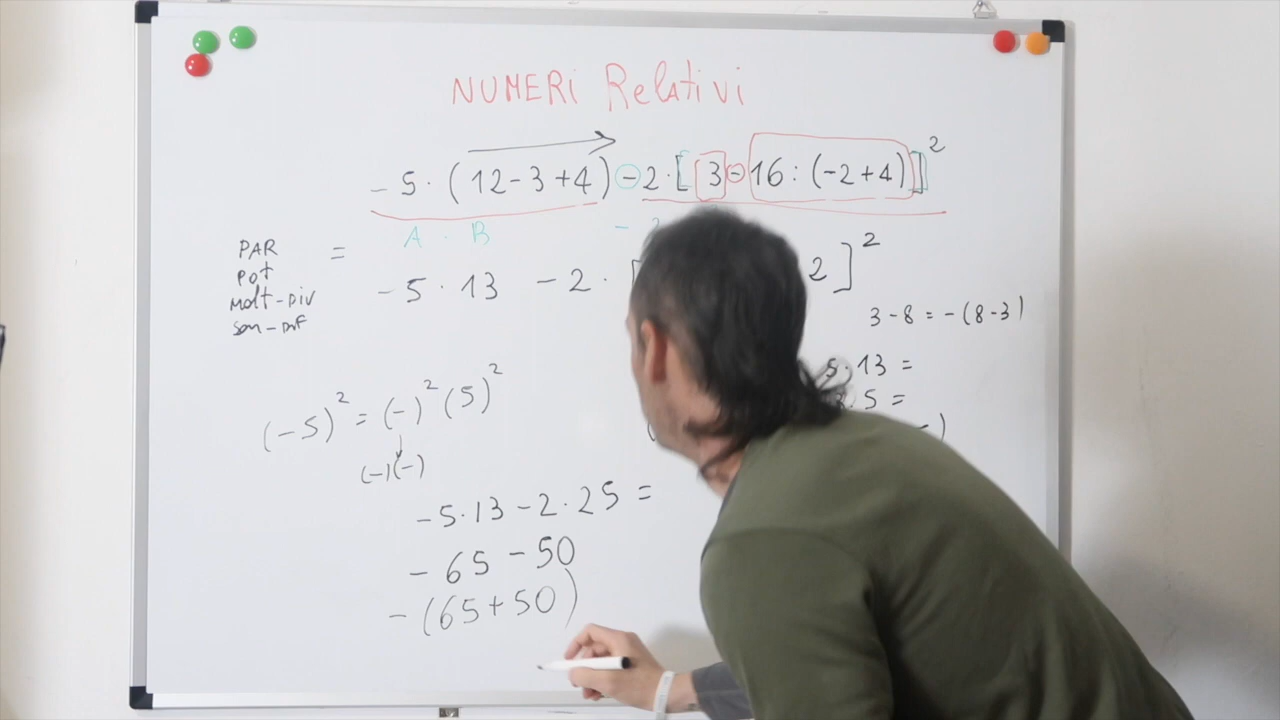 NUMERI Relativi
-5·(12-3+4)-2·[3-16:(-2+4)]²
A · B -
PAR
Pot
Molt-Div
som-Dif
=
-5·13 -2·[ 2]²
3-8=-(8-3)
5·13=
5=
(-5)²=(-)²(5)²
(-)(-)
-5·13-2·25=
-65-50
-(65+50)